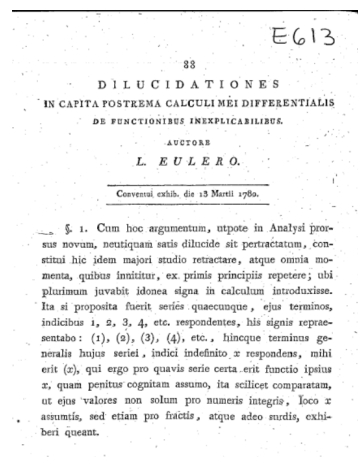 E613
88
DILUCIDATIONES
IN CAPITA POSTREMA CALCULI MEI DIFFERENTIALIS
DE FUNCTIONIBUS INEXPLICABILIBUS.
AUCTORE
L. EULERO.
Conventui exhib. die 13 Martii 1780.
§. 1. Cum hoc argumentum, utpote in Analysi pror-
sus novum, neutiquam satis dilucide sit pertractatum, con-
stitui hic idem majori studio retractare, atque omnia mo-
menta, quibus innititur, ex primis principiis repetere; ubi
plurimum juvabit idonea signa in calculum introduxisse.
Ita si proposita fuerit series quaecunque, ejus terminos,
indicibus 1, 2, 3, 4, etc. respondentes, his signis reprae-
sentabo: (1), (2), (3), (4), etc., hincque terminus ge-
neralis hujus seriei, indici indefinito x respondens, mihi
erit (x), qui ergo pro quavis serie certa erit functio ipsius
x, quam penitus cognitam assumo, ita scilicet comparatam,
ut ejus valores non solum pro numeris integris, loco x
assumtis, sed etiam pro fractis, atque adeo surdis, exhi-
beri queant.